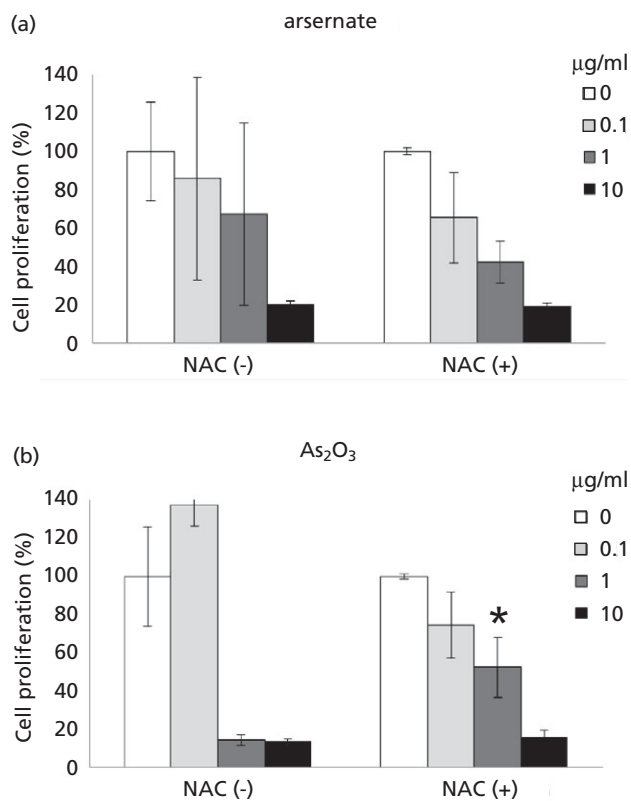 (a)
arsernate
μg/ml
0
0.1
1
10
Cell proliferation (%)
140
120
100
80
60
40
20
0
NAC (-)
NAC (+)
(b)
As₂O₃
μg/ml
0
0.1
1
10
Cell proliferation (%)
140
120
100
80
60
40
20
0
*
NAC (-)
NAC (+)